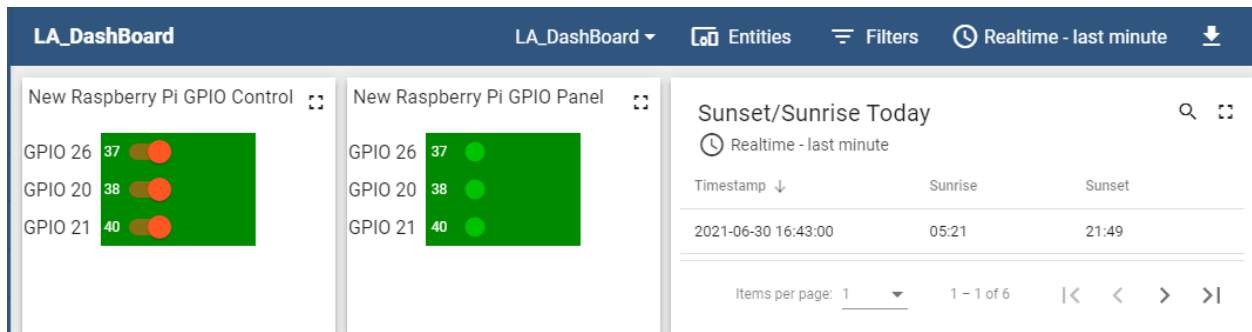 LA_DashBoard LA_DashBoard Entities Filters Realtime - last minute
New Raspberry Pi GPIO Control
GPIO 26 37
GPIO 20 38
GPIO 21 40
New Raspberry Pi GPIO Panel
GPIO 26 37
GPIO 20 38
GPIO 21 40
Sunset/Sunrise Today
Realtime - last minute
Timestamp Sunrise Sunset
2021-06-30 16:43:00 05:21 21:49
Items per page: 1 1 – 1 of 6